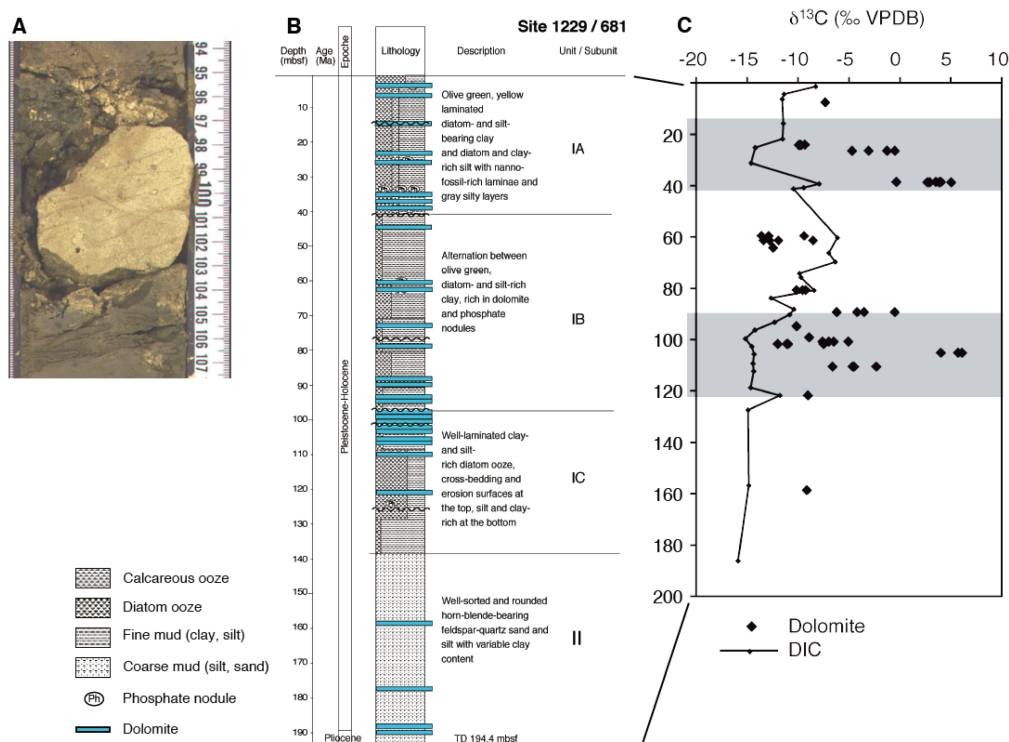 A
94
95
96
97
98
99
100
101
102
103
104
105
106
107
B
Site 1229 / 681
Depth (mbsf)
Age (Ma)
Epoche
Lithology
Description
Unit / Subunit
10
20
30
40
50
60
70
80
90
100
110
120
130
140
150
160
170
180
190
Pleistocene-Holocene
Pliocene
Olive green, yellow
laminated
diatom- and silt-
bearing clay
and diatom and clay-
rich silt with nanno-
fossil-rich laminae and
gray silty layers
IA
Alternation between
olive green,
diatom- and silt-rich
clay, rich in dolomite
and phosphate
nodules
IB
Well-laminated clay-
and silt-
rich diatom ooze,
cross-bedding and
erosion surfaces at
the top, silt and clay-
rich at the bottom
IC
Well-sorted and rounded
horn-blende-bearing
feldspar-quartz sand and
silt with variable clay
content
II
TD 194.4 mbsf
Calcareous ooze
Diatom ooze
Fine mud (clay, silt)
Coarse mud (silt, sand)
Ph Phosphate nodule
Dolomite
C
δ13C (‰ VPDB)
-20 -15 -10 -5 0 5 10
20
40
60
80
100
120
140
160
180
200
Dolomite
DIC